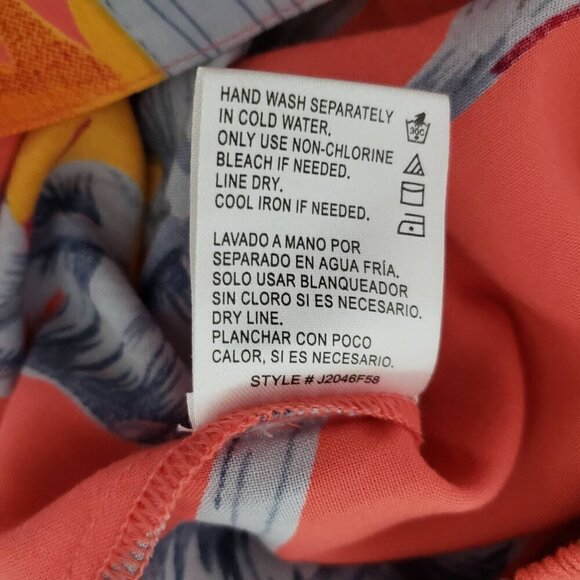 HAND WASH SEPARATELY
IN COLD WATER.
ONLY USE NON-CHLORINE
BLEACH IF NEEDED.
LINE DRY.
COOL IRON IF NEEDED.
30C
LAVADO A MANO POR
SEPARADO EN AGUA FRÍA.
SOLO USAR BLANQUEADOR
SIN CLORO SI ES NECESARIO.
DRY LINE.
PLANCHAR CON POCO
CALOR, SI ES NECESARIO.
STYLE # J2046F58